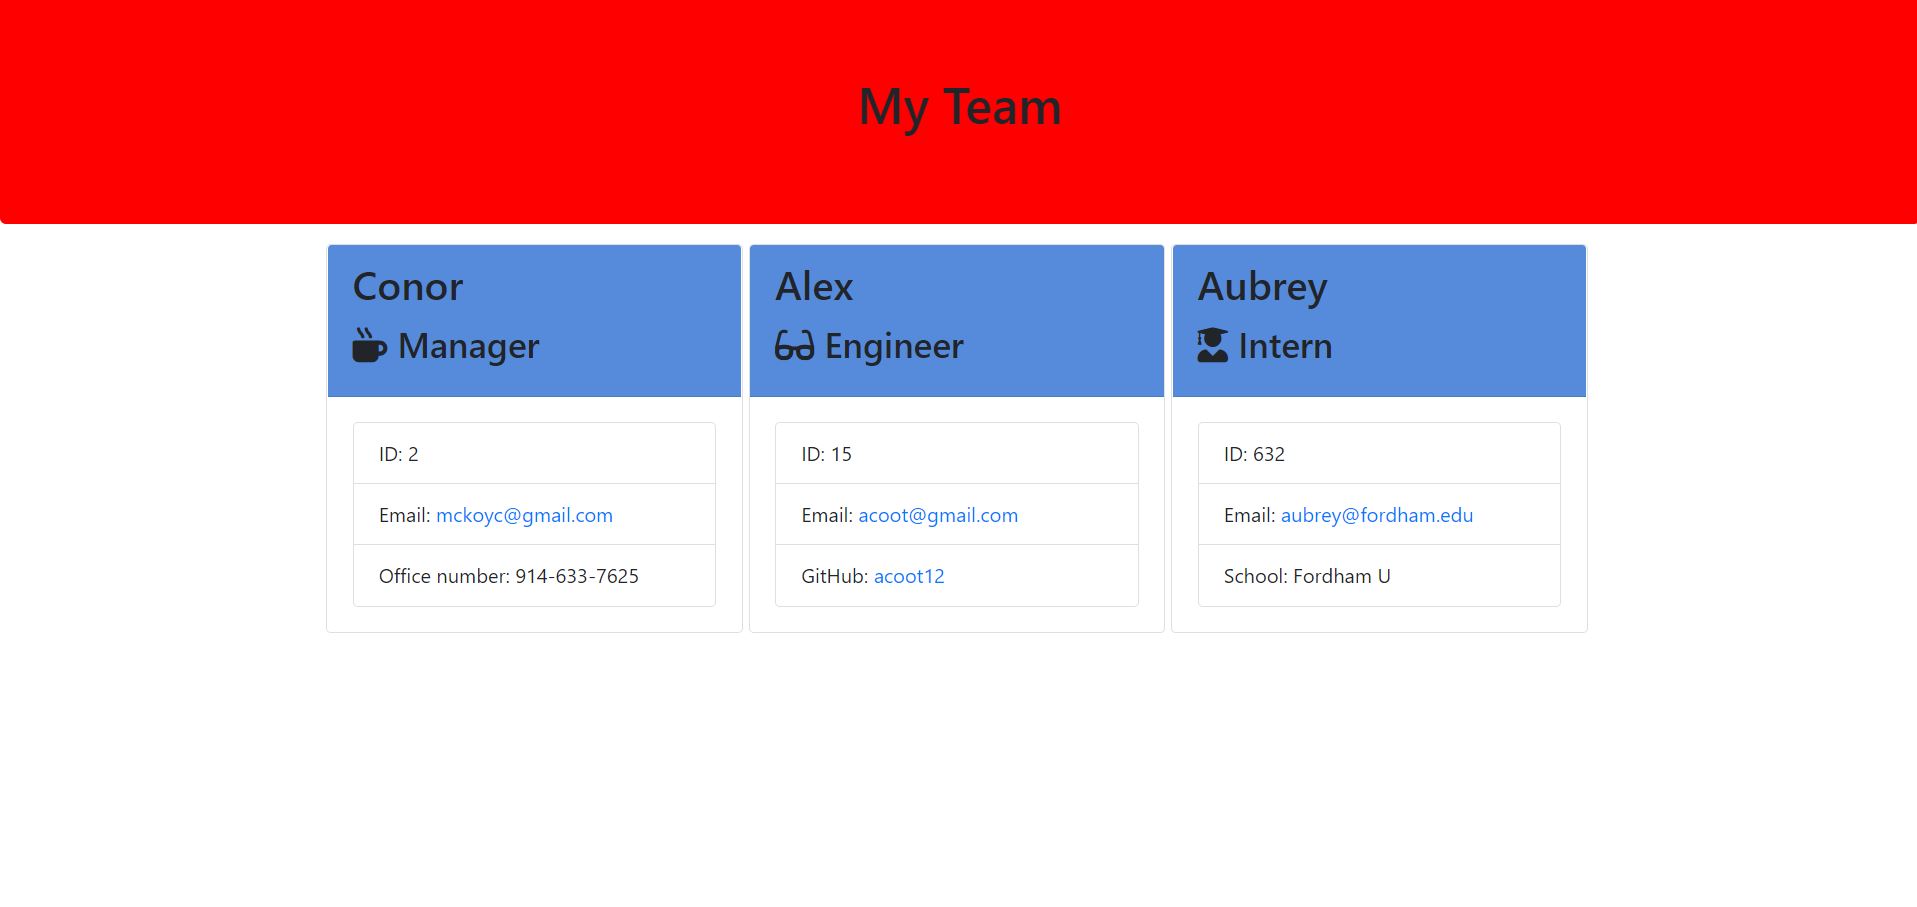 My Team
Conor
Manager
ID: 2
Email: mckoyc@gmail.com
Office number: 914-633-7625
Alex
Engineer
ID: 15
Email: acoot@gmail.com
GitHub: acoot12
Aubrey
Intern
ID: 632
Email: aubrey@fordham.edu
School: Fordham U